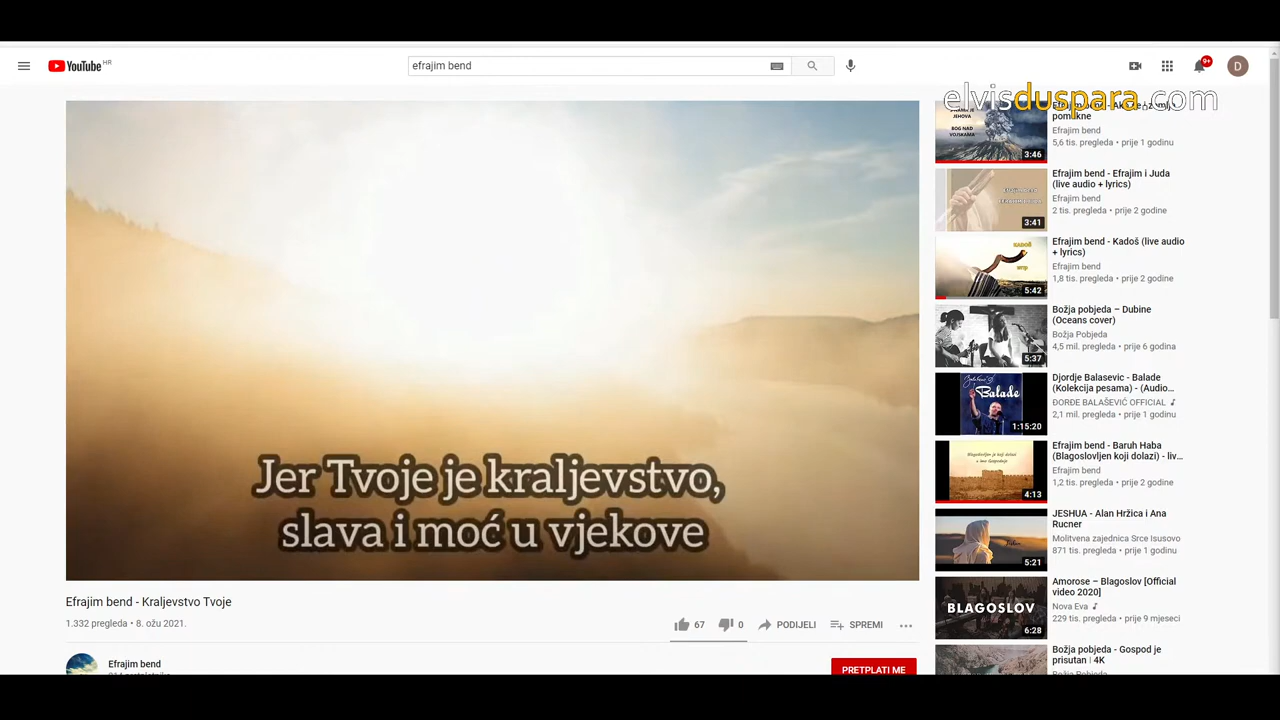 YouTube HR
efrajim bend
9+
D
elvisduspara.com
Jer Tvoje je kraljevstvo,
slava i moć u vjekove
Efrajim bend - Kraljevstvo Tvoje
1.332 pregleda • 8. ožu 2021.
67
0
PODIJELI
SPREMI
Efrajim bend
PRETPLATI ME
JEHOVA
BOG NAD
VOJSKAMA
3:46
Efrajim bend
5,6 tis. pregleda • prije 1 godinu
3:41
Efrajim bend - Efrajim i Juda
(live audio + lyrics)
Efrajim bend
2 tis. pregleda • prije 2 godine
KADOŠ
5:42
Efrajim bend - Kadoš (live audio
+ lyrics)
Efrajim bend
1,8 tis. pregleda • prije 2 godine
5:37
Božja pobjeda – Dubine
(Oceans cover)
Božja Pobjeda
4,5 mil. pregleda • prije 6 godina
Balade
1:15:20
Djordje Balasevic - Balade
(Kolekcija pesama) - (Audio...
ĐORĐE BALAŠEVIĆ OFFICIAL
2,1 mil. pregleda • prije 1 godinu
4:13
Efrajim bend - Baruh Haba
(Blagoslovljen koji dolazi) - liv...
Efrajim bend
1,2 tis. pregleda • prije 2 godine
5:21
JESHUA - Alan Hržica i Ana
Rucner
Molitvena zajednica Srce Isusovo
871 tis. pregleda • prije 1 godinu
BLAGOSLOV
6:28
Amorose – Blagoslov [Official
video 2020]
Nova Eva
229 tis. pregleda • prije 9 mjeseci
Božja pobjeda - Gospod je
prisutan | 4K